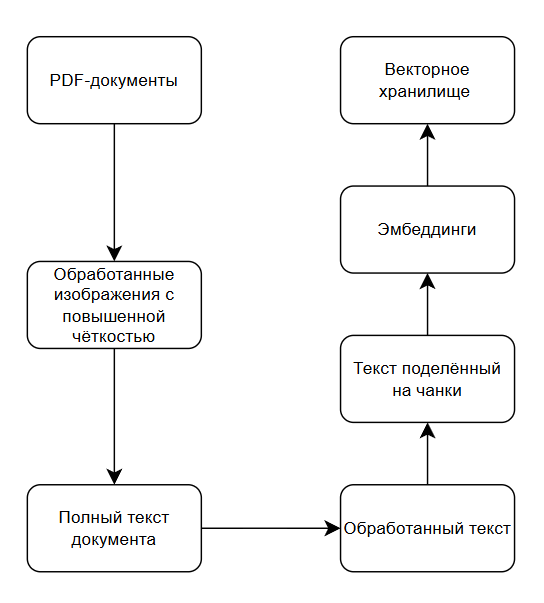 PDF-документы
Обработанные
изображения с
повышенной
чёткостью
Полный текст
документа
Обработанный текст
Текст поделённый
на чанки
Эмбеддинги
Векторное
хранилище